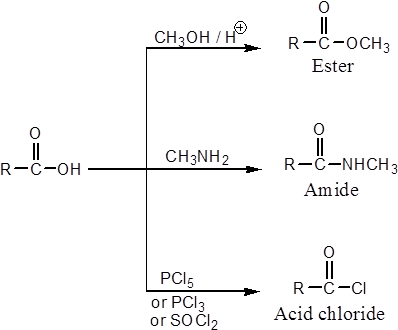 O
CH3OH / H⊕
R—C—OCH3
Ester
O
R—C—OH
CH3NH2
O
R—C—NHCH3
Amide
O
PCl5
R—C—Cl
or PCl3
or SOCl2
Acid chloride